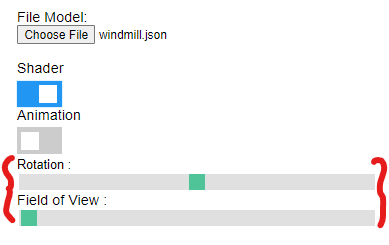 File Model:
Choose File windmill.json
Shader
Animation
Rotation :
Field of View :